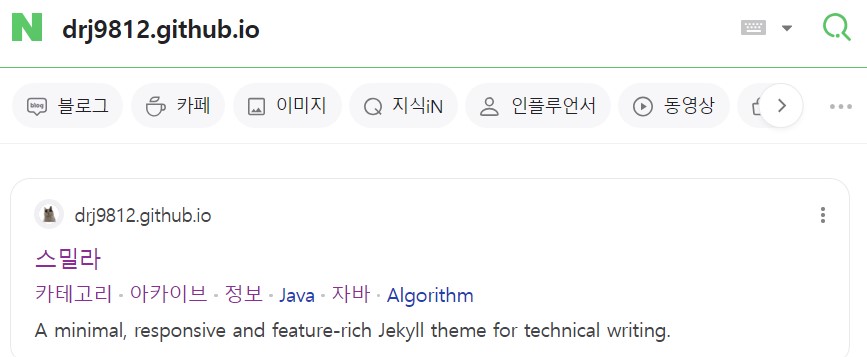 N drj9812.github.io
블로그 카페 이미지 지식iN 인플루언서 동영상
drj9812.github.io
스밀라
카테고리 · 아카이브 · 정보 · Java · 자바 · Algorithm
A minimal, responsive and feature-rich Jekyll theme for technical writing.